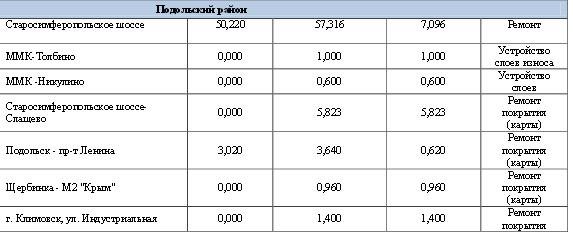 Подольский район
Старосимферопольское шоссе 50,220 57,316 7,096 Ремонт
ММК- Толбино 0,000 1,000 1,000 Устройство
слоев износа
ММК -Никулино 0,000 0,600 0,600 Устройство
слоев
Старосимферопольское шоссе-
Слащево 0,000 5,823 5,823 Ремонт
покрытия
(карты)
Подольск - пр-т Ленина 3,020 3,640 0,620 Ремонт
покрытия
(карты)
Щербинка - М2 "Крым" 0,000 0,960 0,960 Ремонт
покрытия
(карты)
г. Климовск, ул. Индустриальная 0,000 1,400 1,400 Ремонт
покрытия